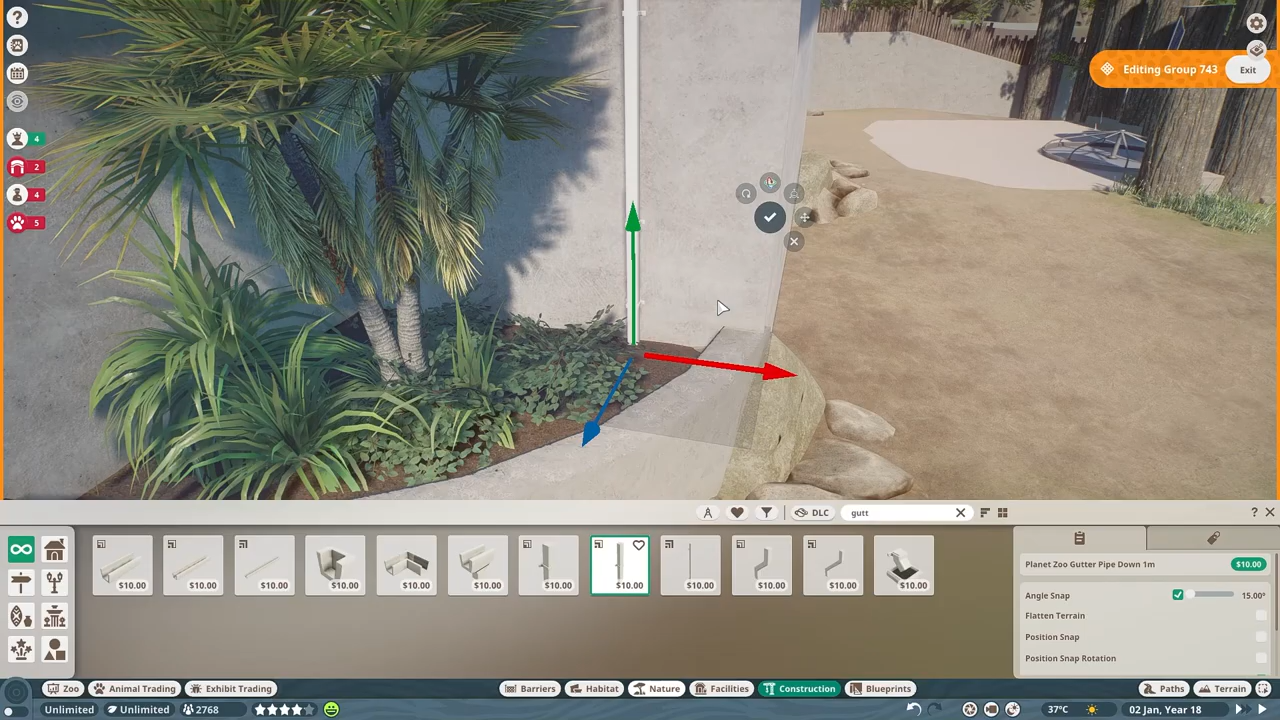 ?
Editing Group 743
Exit
4
2
4
5
DLC
gutt
?
$10.00
$10.00
$10.00
$10.00
$10.00
$10.00
$10.00
$10.00
$10.00
$10.00
$10.00
$10.00
Planet Zoo Gutter Pipe Down 1m
$10.00
Angle Snap
15.00°
Flatten Terrain
Position Snap
Position Snap Rotation
Zoo
Animal Trading
Exhibit Trading
Barriers
Habitat
Nature
Facilities
Construction
Blueprints
Paths
Terrain
Unlimited
Unlimited
2768
37°C
02 Jan, Year 18